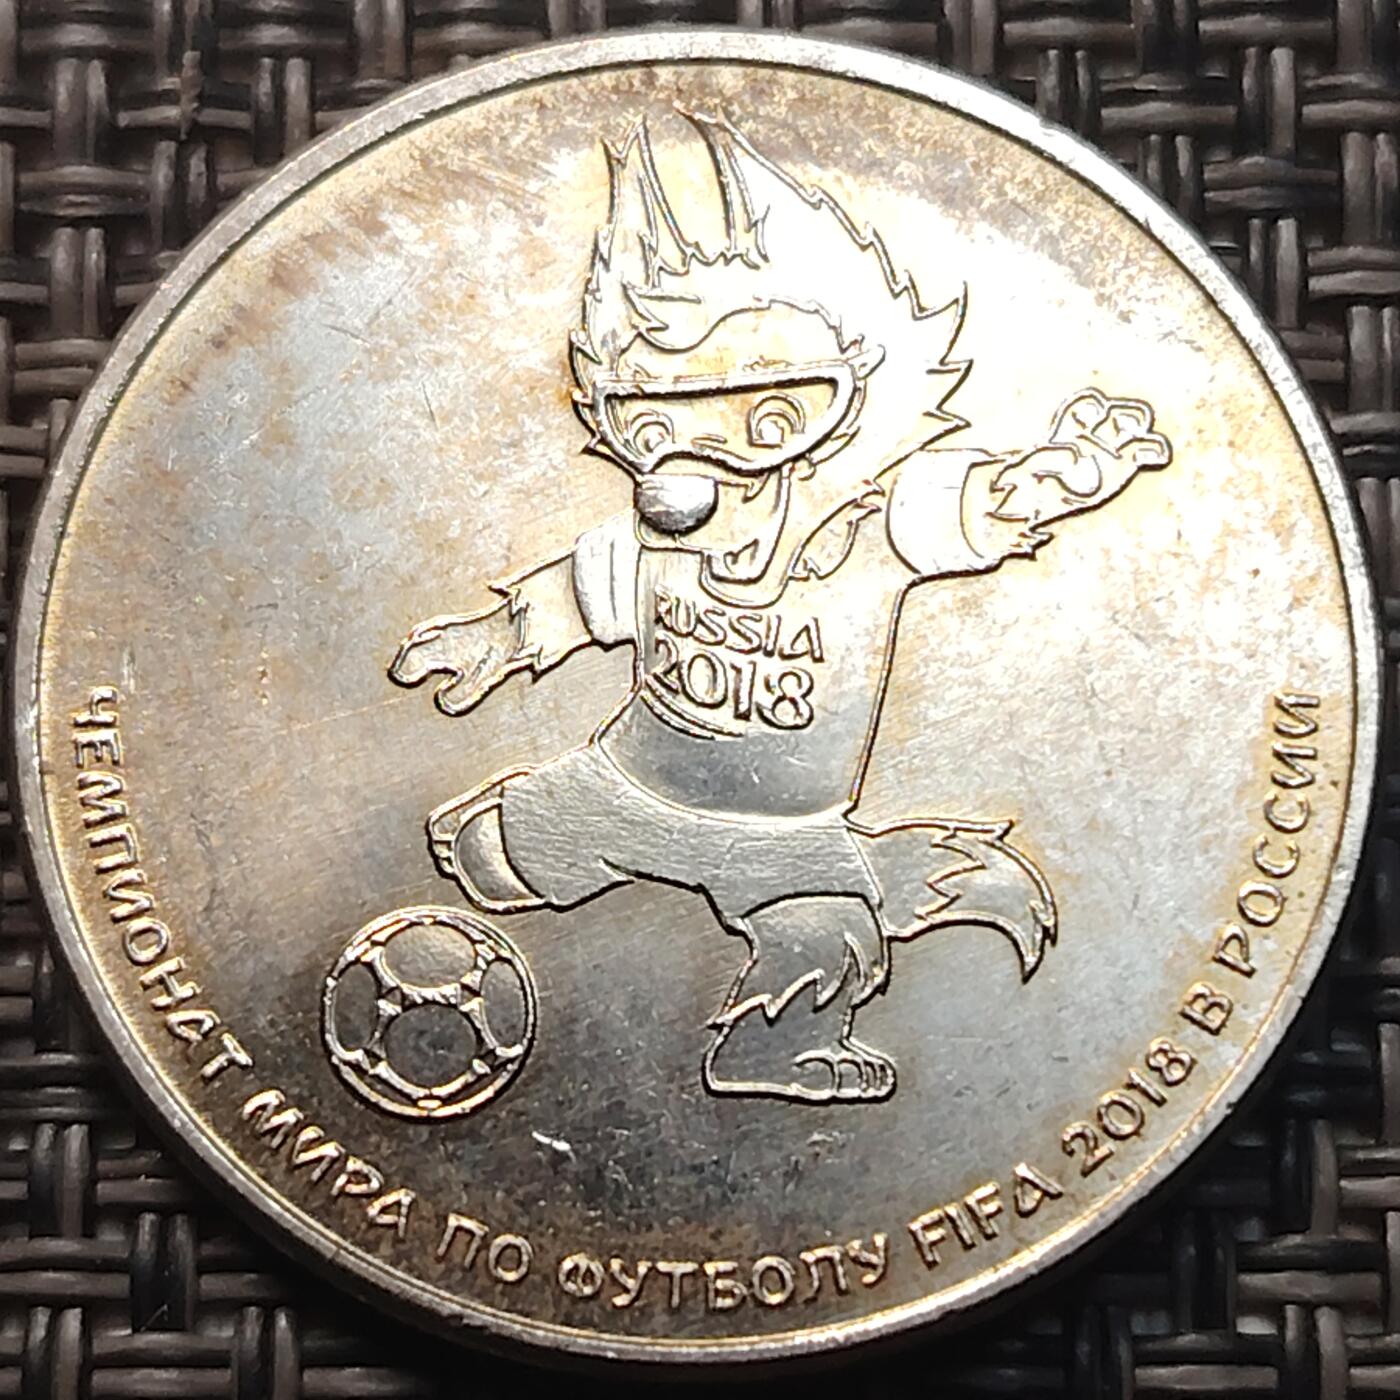 RUSSIA
2018
ЧЕМПИОНАТ МИРА ПО ФУТБОЛУ FIFA 2018 В РОССИИ